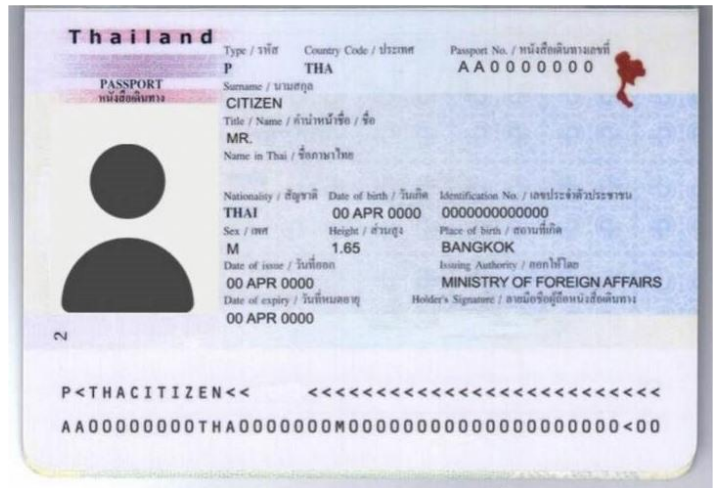 Thailand
Type / รหัส Country Code / ประเทศ Passport No. / หนังสือเดินทางเลขที่
P THA AA0000000
PASSPORT
หนังสือเดินทาง
Surname / นามสกุล
CITIZEN
Title / Name / คำนำหน้าชื่อ / ชื่อ
MR.
Name in Thai / ชื่อภาษาไทย
Nationality / สัญชาติ Date of birth / วันเกิด Identification No. / เลขประจำตัวประชาชน
THAI 00 APR 0000 0000000000000
Sex / เพศ Height / ส่วนสูง Place of birth / สถานที่เกิด
M 1.65 BANGKOK
Date of issue / วันที่ออก Issuing Authority / ออกให้โดย
00 APR 0000 MINISTRY OF FOREIGN AFFAIRS
Date of expiry / วันที่หมดอายุ Holder's Signature / ลายมือชื่อผู้ถือหนังสือเดินทาง
00 APR 0000
2
P<THACITIZEN<< <<<<<<<<<<<<<<<<<<<<<
AA00000000THA0000000M0000000000000000000000<00